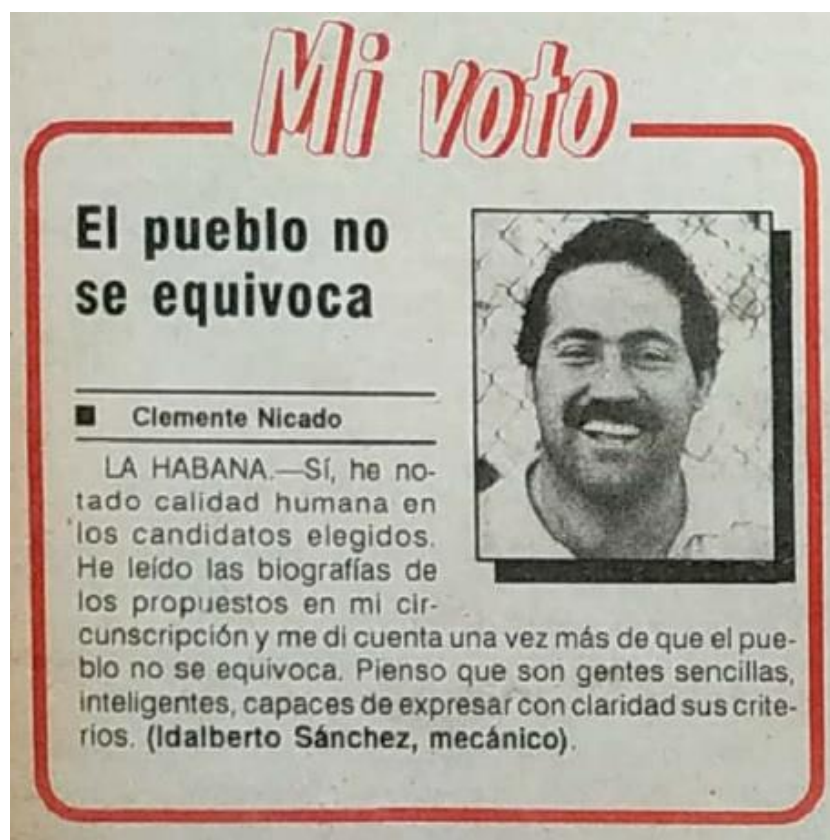 Mi voto
El pueblo no
se equivoca
Clemente Nicado
LA HABANA.—Sí, he no-
tado calidad humana en
los candidatos elegidos.
He leído las biografías de
los propuestos en mi cir-
cunscripción y me di cuenta una vez más de que el pue-
blo no se equivoca. Pienso que son gentes sencillas,
inteligentes, capaces de expresar con claridad sus crite-
rios. (Idalberto Sánchez, mecánico).